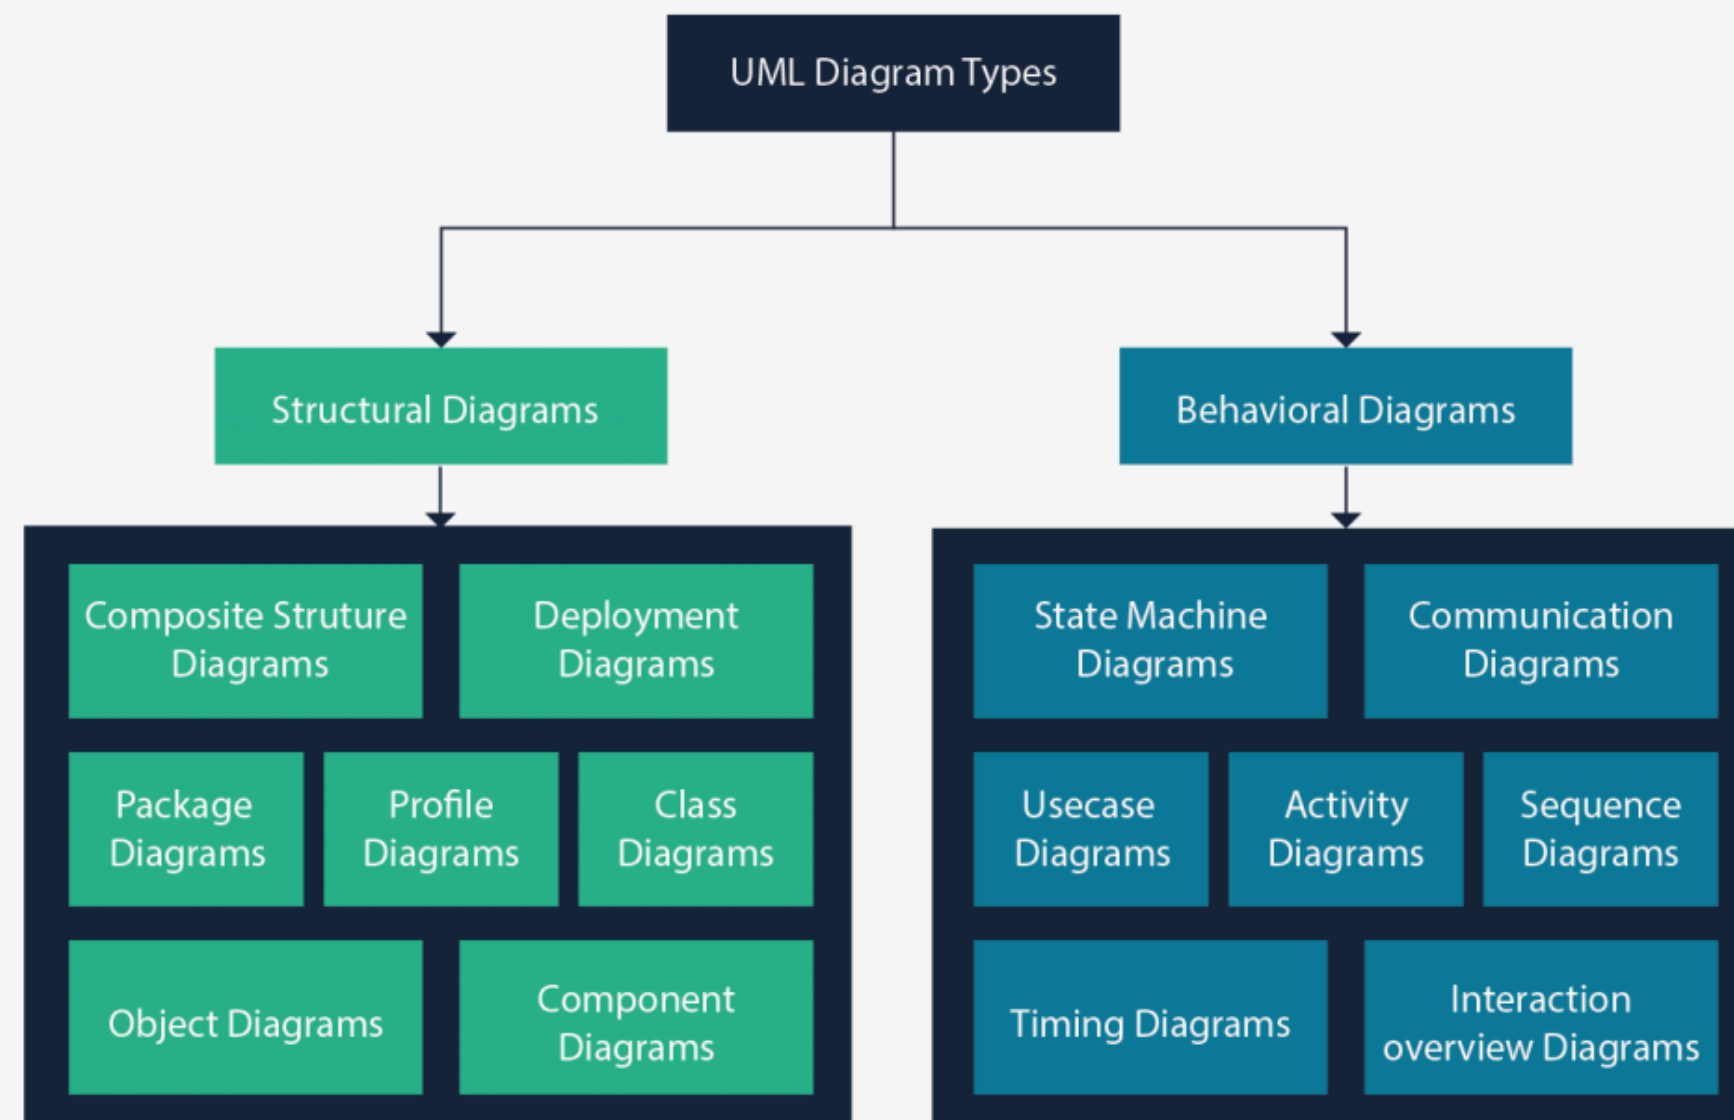 UML Diagram Types
Structural Diagrams
Behavioral Diagrams
Composite Struture
Diagrams
Deployment
Diagrams
Package
Diagrams
Profile
Diagrams
Class
Diagrams
Object Diagrams
Component
Diagrams
State Machine
Diagrams
Communication
Diagrams
Usecase
Diagrams
Activity
Diagrams
Sequence
Diagrams
Timing Diagrams
Interaction
overview Diagrams